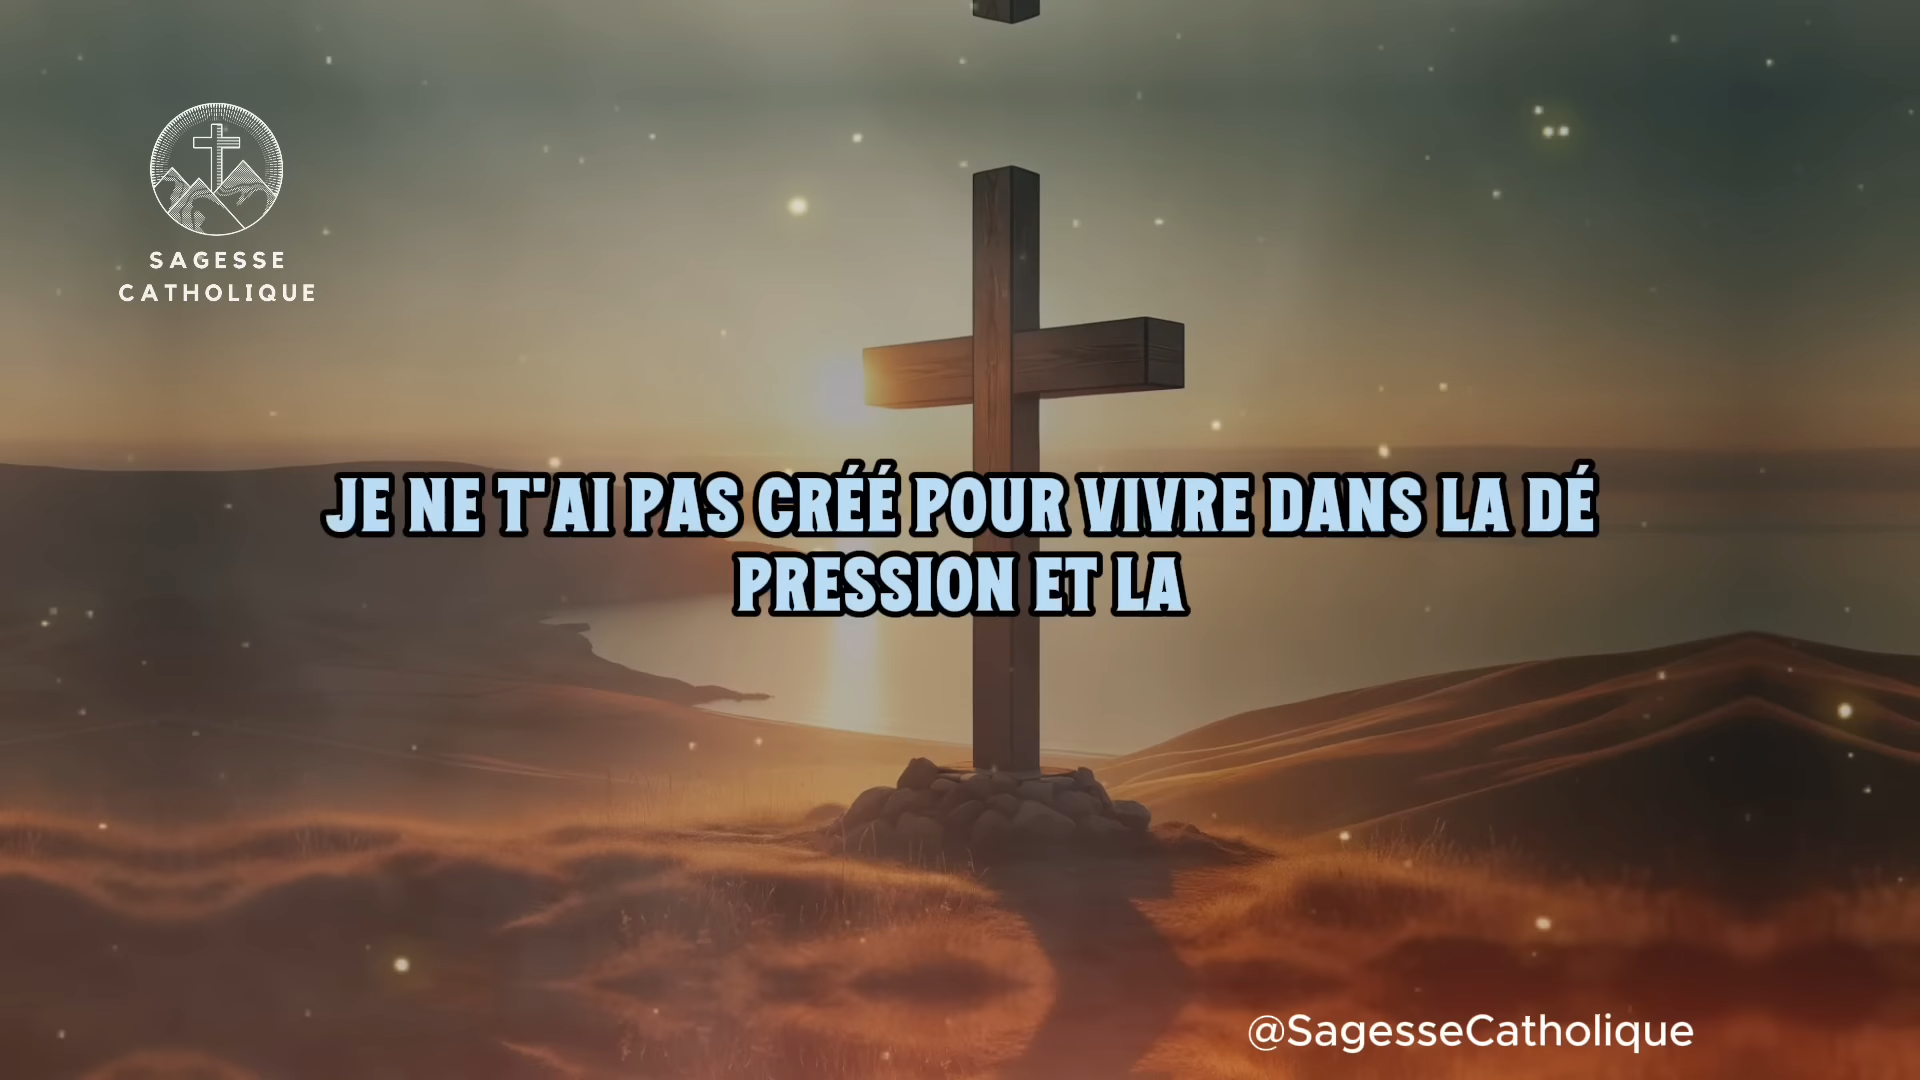 SAGESSE
CATHOLIQUE
JE NE T'AI PAS CRÉÉ POUR VIVRE DANS LA DÉ
PRESSION ET LA
@SagesseCatholique